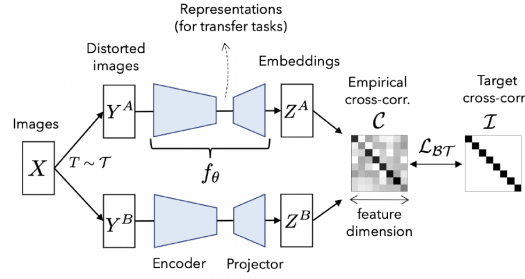 Representations
(for transfer tasks)
Distorted
images
Embeddings
Empirical
cross-corr.
Target
cross-corr.
Images
Y^A
Z^A
C
I
X
T ~ T
f_θ
L_BT
feature
dimension
Y^B
Z^B
Encoder
Projector